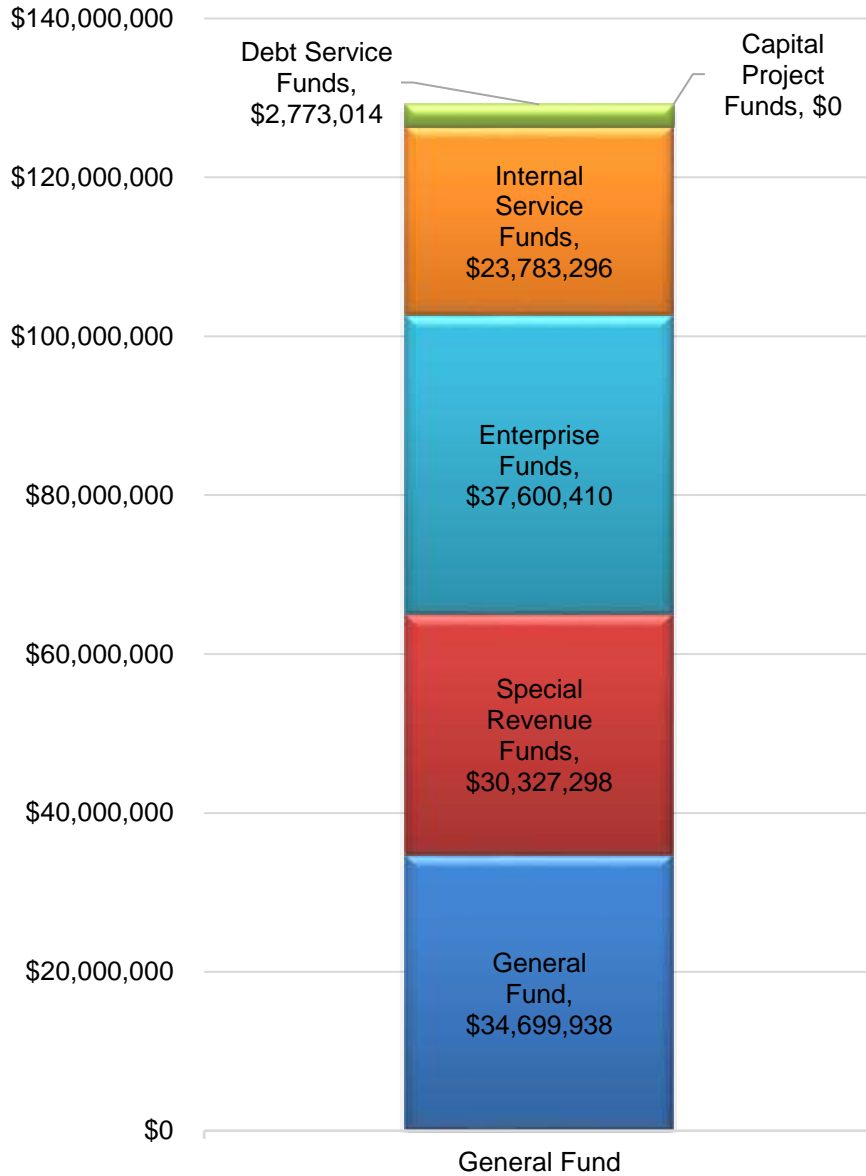 $140,000,000
Debt Service
Funds,
$2,773,014
Capital
Project
Funds, $0
$120,000,000
Internal
Service
Funds,
$23,783,296
$100,000,000
Enterprise
Funds,
$37,600,410
$80,000,000
$60,000,000
Special
Revenue
Funds,
$30,327,298
$40,000,000
$20,000,000
General
Fund,
$34,699,938
$0
General Fund